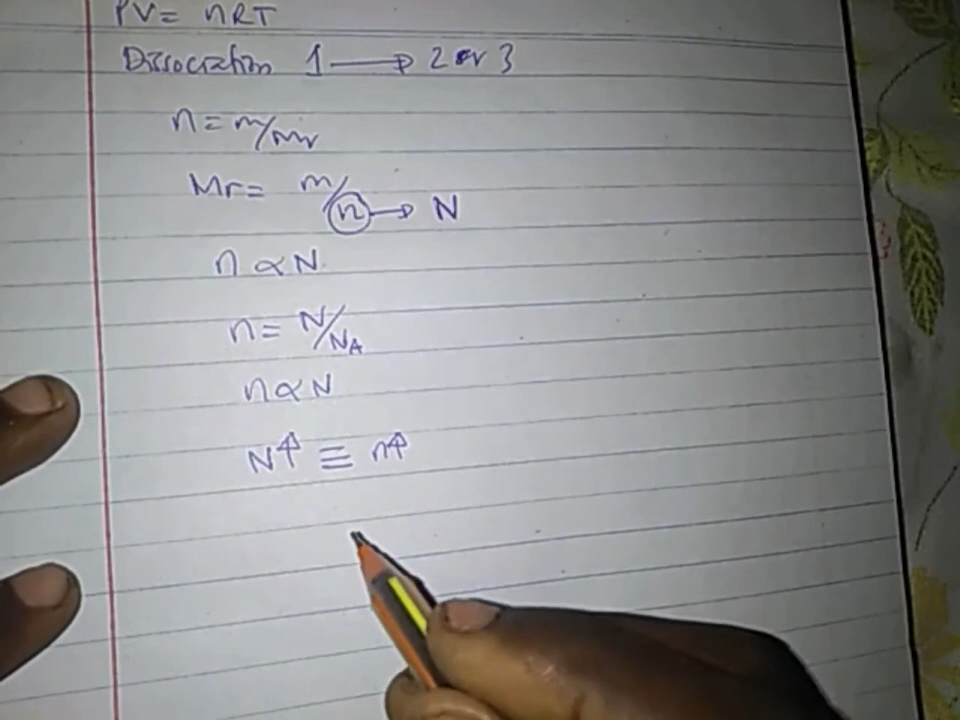 PV= nRT
Dissociation 1 → 2 or 3
n = m/Mr
Mr= m/n → N
n ∝ N
n = N/NA
n ∝ N
N↑ ≡ n↑